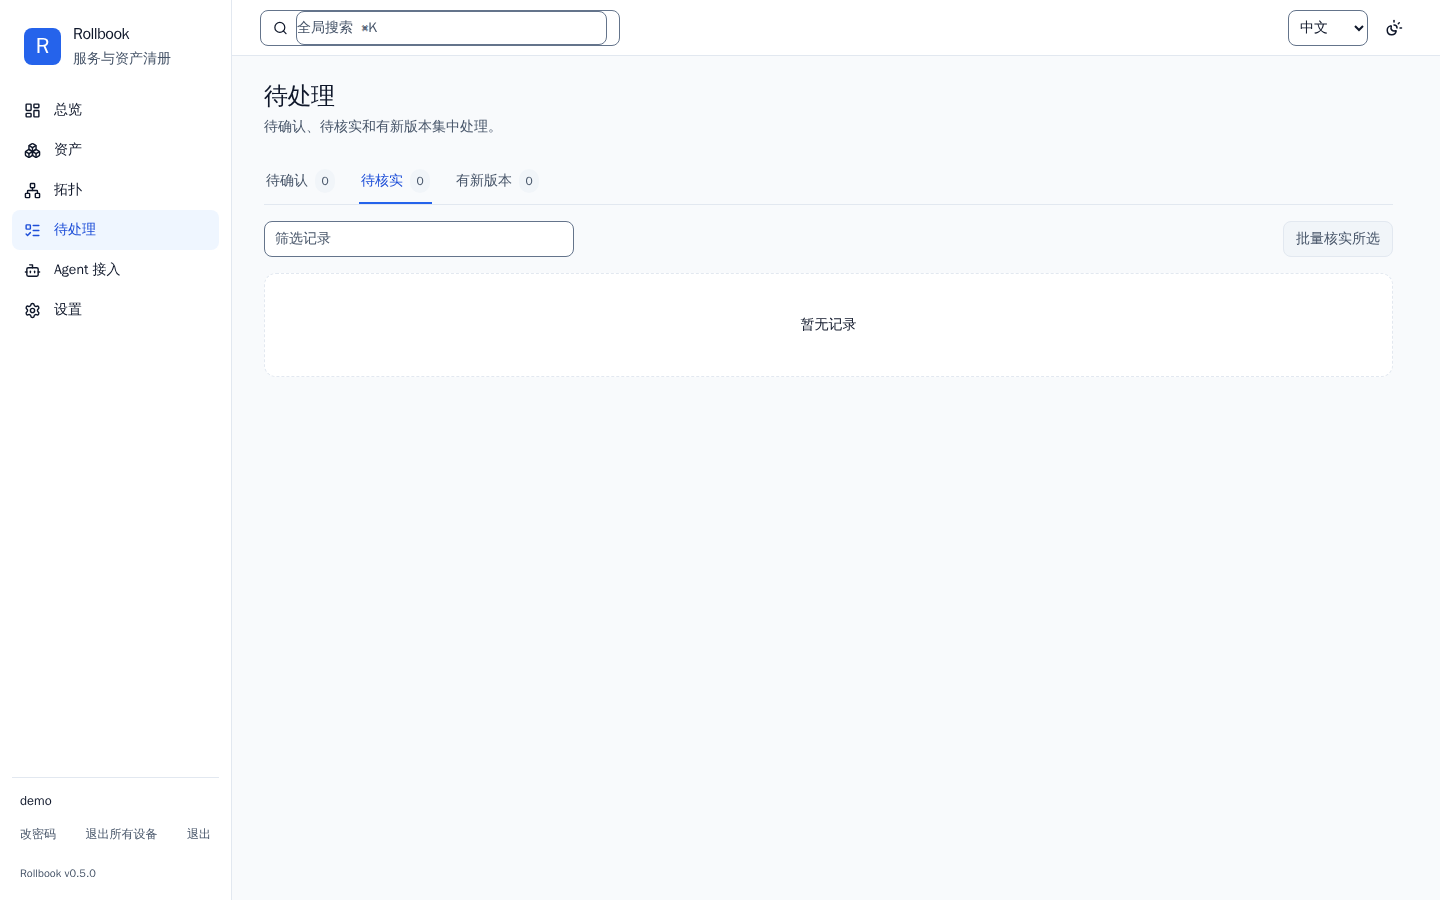 R
Rollbook
服务与资产清册
总览
资产
拓扑
待处理
Agent 接入
设置
demo
改密码 退出所有设备 退出
Rollbook v0.5.0
全局搜索 ⌘K
中文
待处理
待确认、待核实和有新版本集中处理。
待确认 0 待核实 0 有新版本 0
筛选记录
批量核实所选
暂无记录